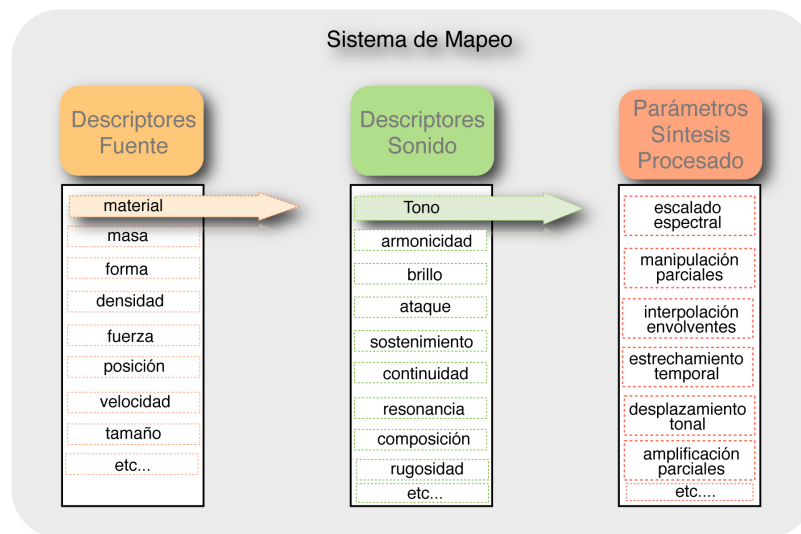 Sistema de Mapeo
Descriptores
Fuente
material
masa
forma
densidad
fuerza
posición
velocidad
tamaño
etc...
Descriptores
Sonido
Tono
armonicidad
brillo
ataque
sostenimiento
continuidad
resonancia
composición
rugosidad
etc...
Parámetros
Síntesis
Procesado
escalado
espectral
manipulación
parciales
interpolación
envolventes
estrechamiento
temporal
desplazamiento
tonal
amplificación
parciales
etc....